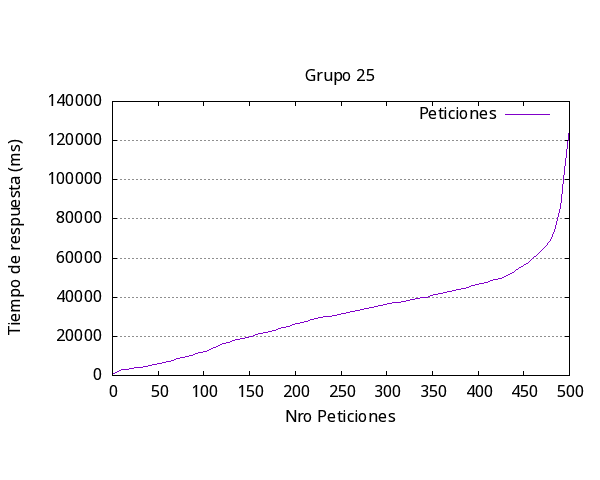 Grupo 25
Peticiones
140000
120000
100000
80000
60000
40000
20000
0
Tiempo de respuesta (ms)
0 50 100 150 200 250 300 350 400 450 500
Nro Peticiones